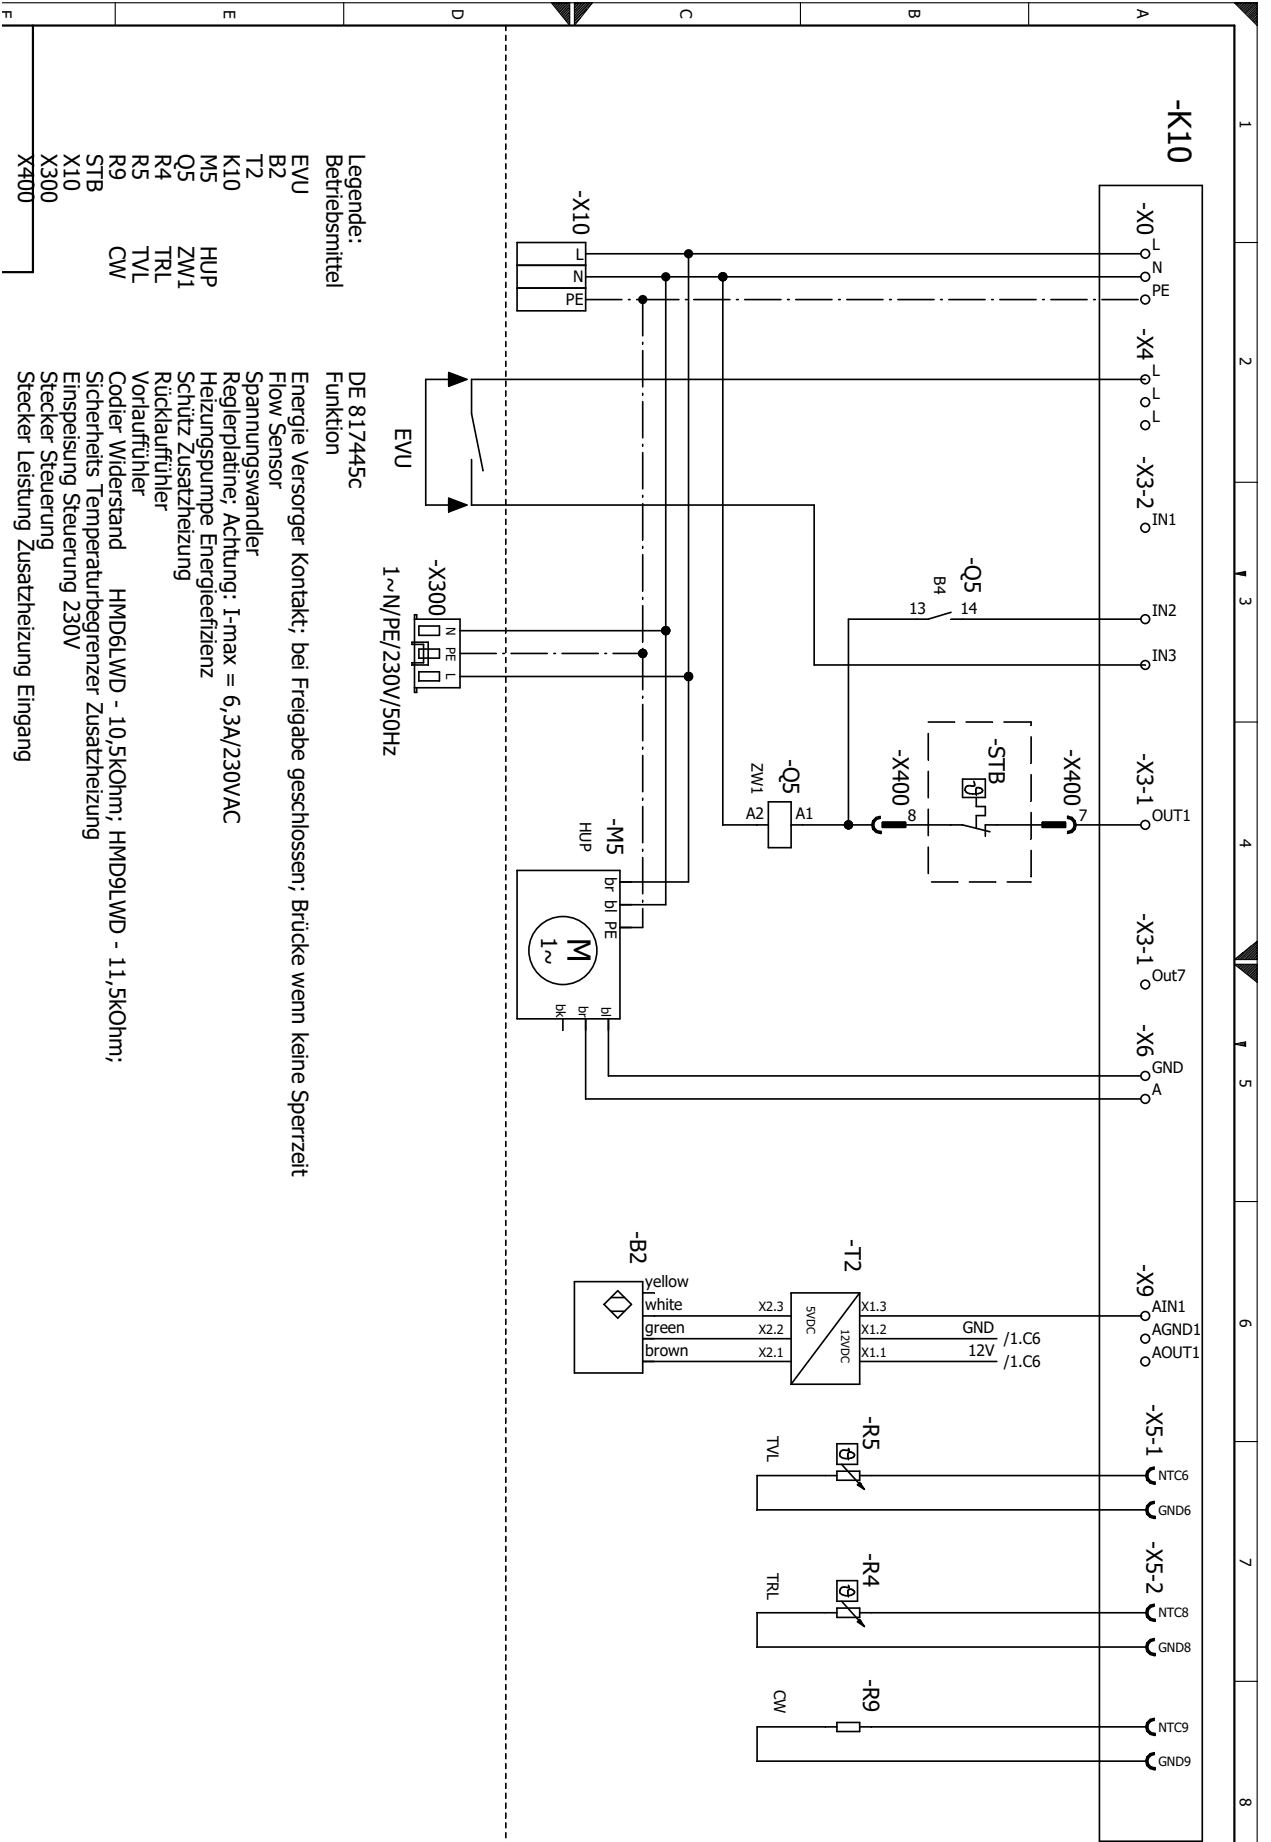 1 2 3 4 5 6 7 8
A
-K10
-X0 -X4 -X3-2 -X3-1 -X3-1 -X6 -X9 -X5-1 -X5-2
L N PE L L L IN1 IN2 IN3 OUT1 Out7 GND A AIN1 AGND1 AOUT1 NTC6 GND6 NTC8 GND8 NTC9 GND9
-X400
7
B
-STB
-Q5
B4
13 14
-X400
8
GND /1.C6
12V /1.C6
-T2
X1.3 X1.2 X1.1
12VDC
5VDC
X2.3 X2.2 X2.1
-R5
TVL
-R4
TRL
-R9
CW
C
-Q5
ZW1
A1
A2
-X10
L
N
PE
-M5
HUP
br bl PE
M
1~
bk br bl
-B2
yellow
white
green
brown
D
EVU
-X300
N PE L
1~N/PE/230V/50Hz
E
F
Legende: DE 817445c
Betriebsmittel Funktion
EVU Energie Versorger Kontakt; bei Freigabe geschlossen; Brücke wenn keine Sperrzeit
B2 Flow Sensor
T2 Spannungswandler
K10 Reglerplatine; Achtung: I-max = 6,3A/230VAC
M5 HUP Heizungspumpe Energieefizienz
Q5 ZW1 Schütz Zusatzheizung
R4 TRL Rücklauffühler
R5 TVL Vorlauffühler
R9 CW Codier Widerstand HMD6LWD - 10,5kOhm; HMD9LWD - 11,5kOhm;
STB Sicherheits Temperaturbegrenzer Zusatzheizung
X10 Einspeisung Steuerung 230V
X300 Stecker Steuerung
X400 Stecker Leistung Zusatzheizung Eingang